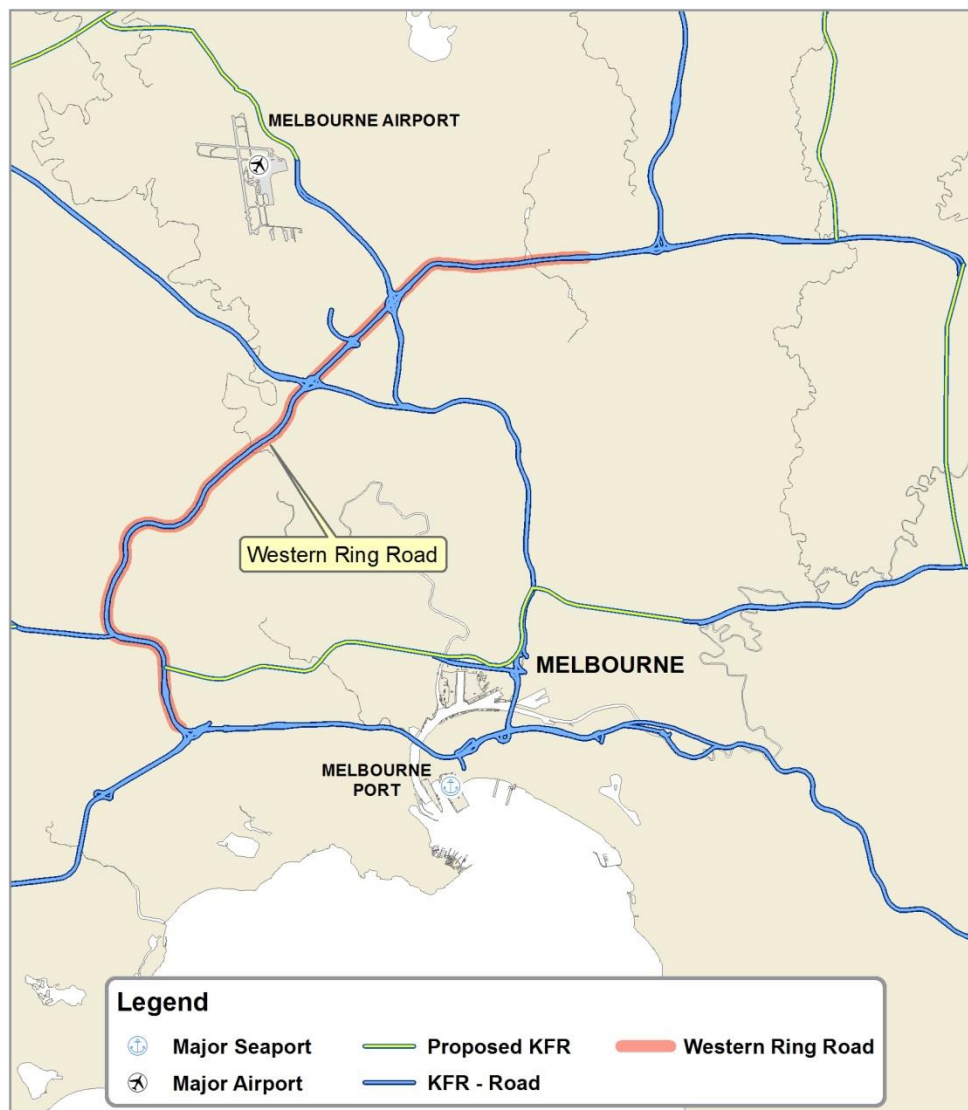 MELBOURNE AIRPORT
Western Ring Road
MELBOURNE
MELBOURNE
PORT
Legend
Major Seaport
Proposed KFR
Western Ring Road
Major Airport
KFR - Road